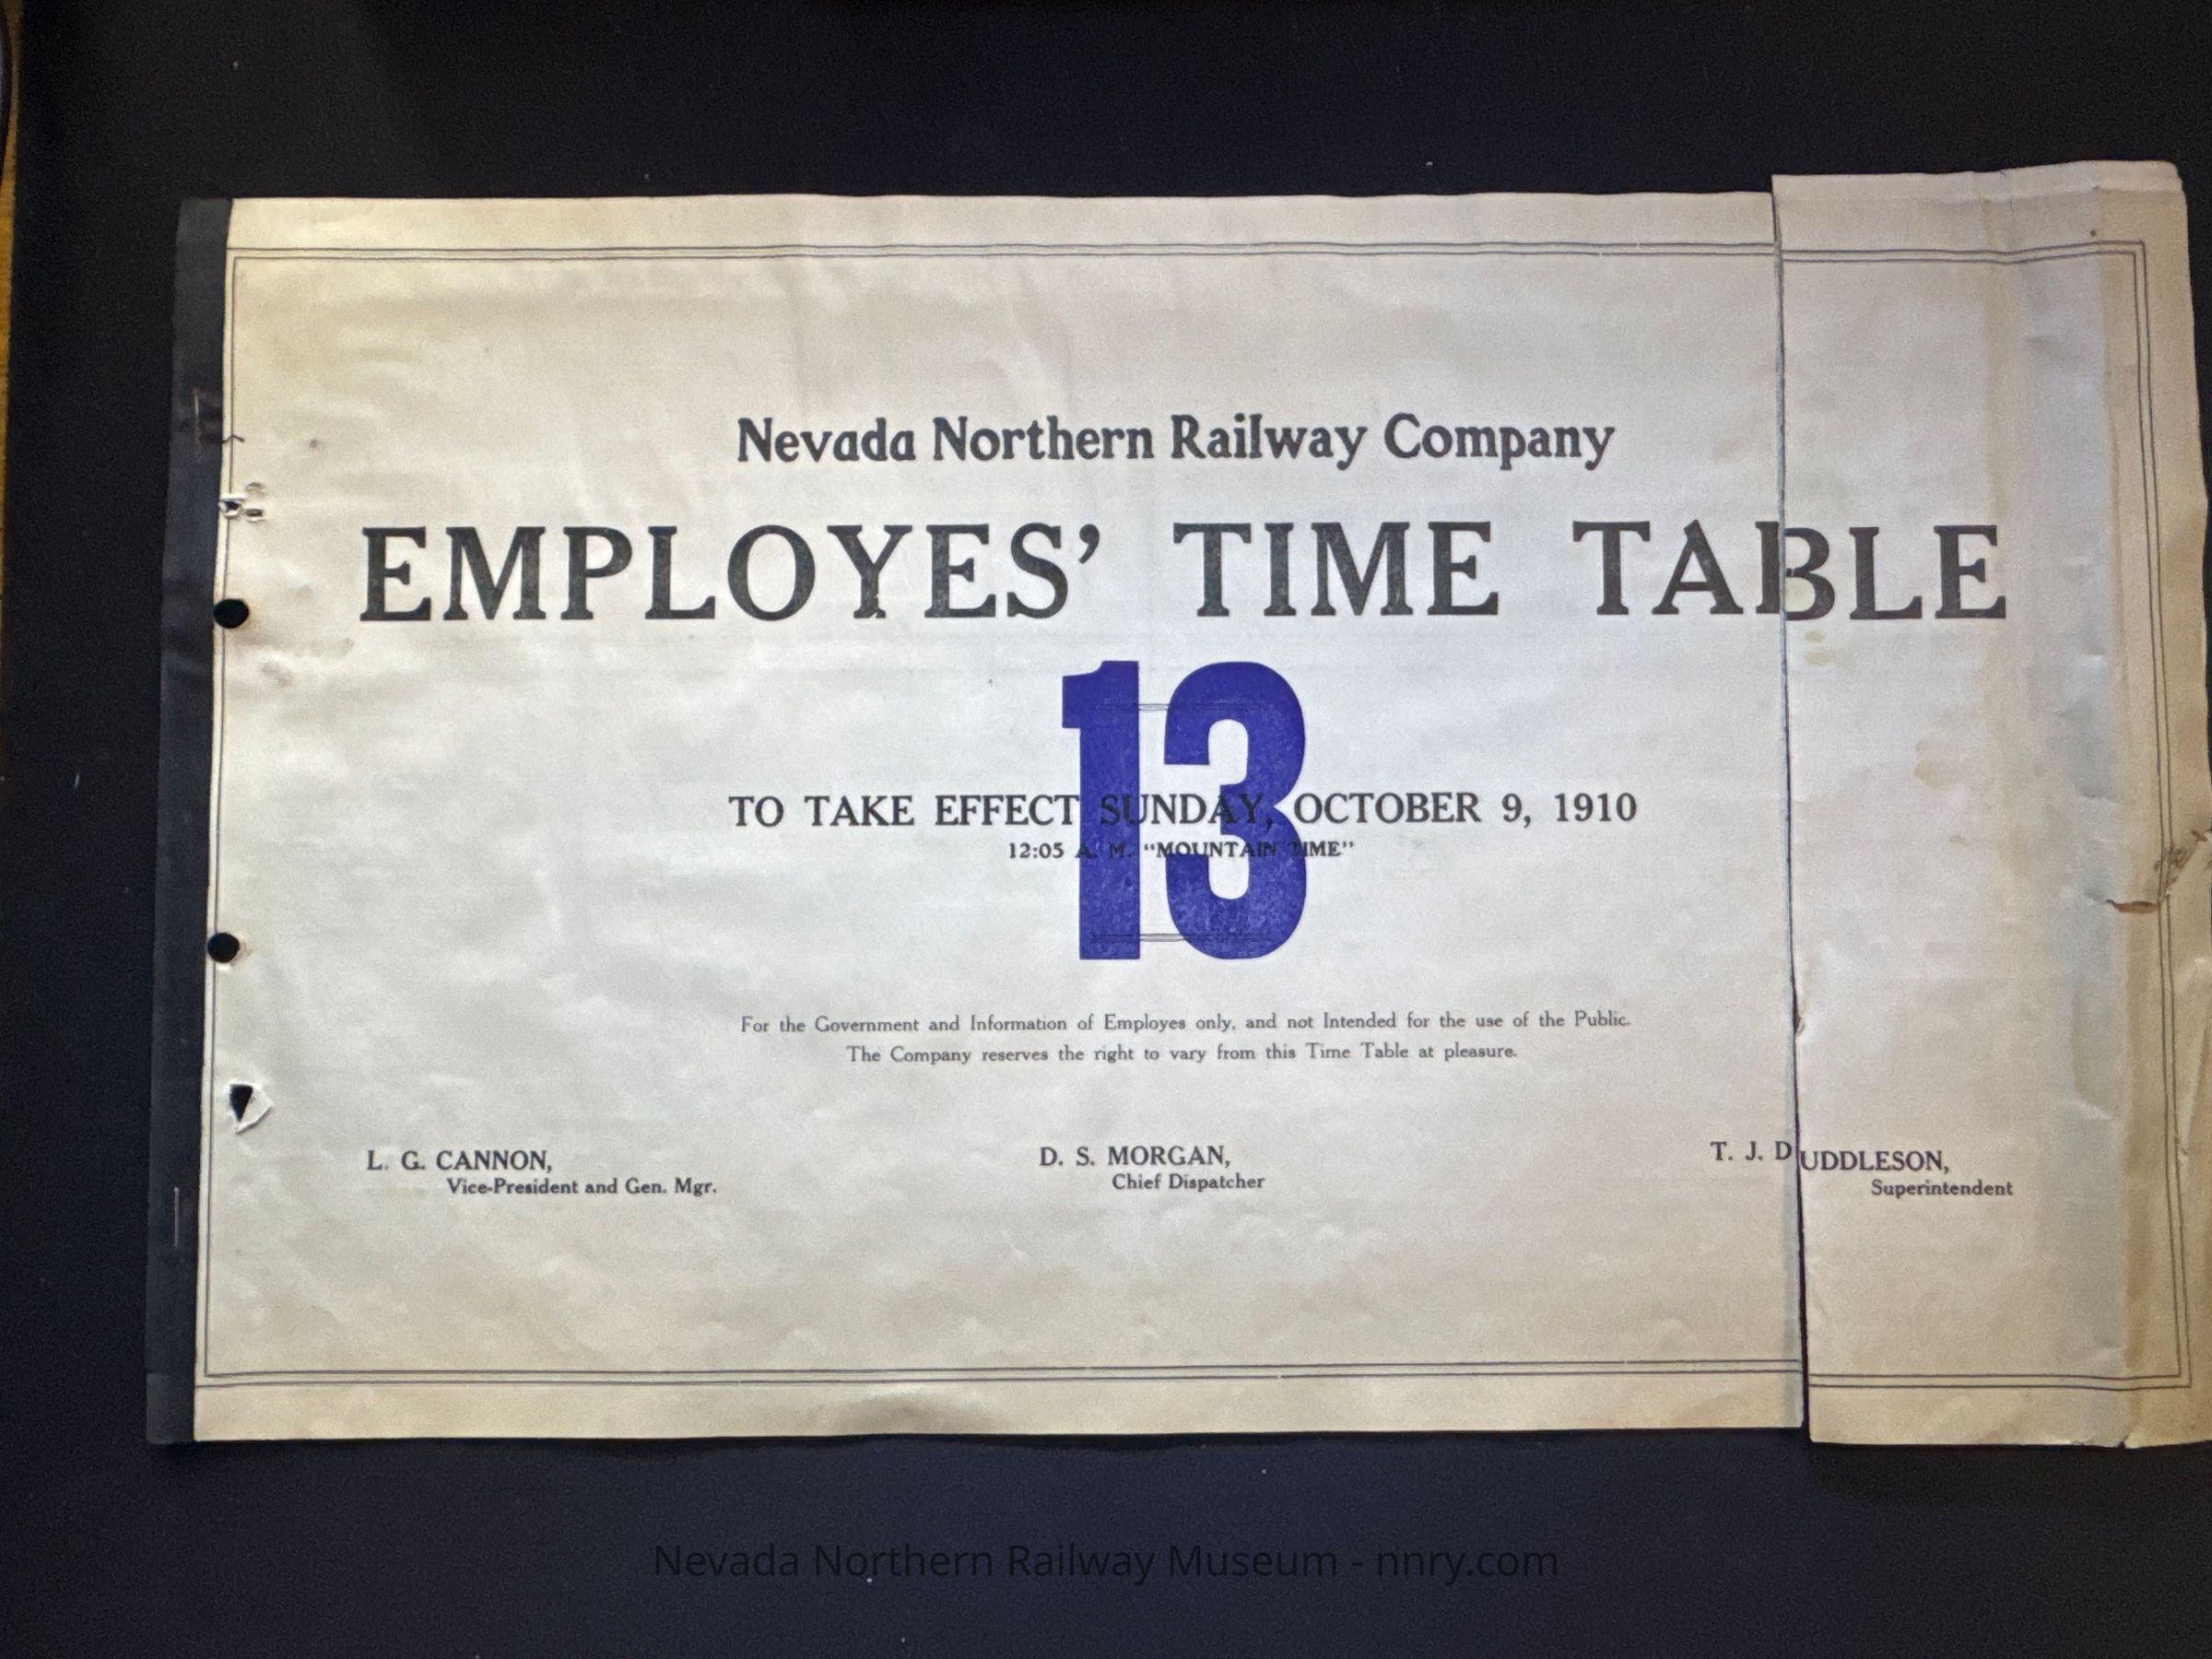 Nevada Northern Railway Company
EMPLOYES' TIME TABLE
13
TO TAKE EFFECT SUNDAY, OCTOBER 9, 1910
12:05 A. M. "MOUNTAIN TIME"
For the Government and Information of Employes only, and not Intended for the use of the Public.
The Company reserves the right to vary from this Time Table at pleasure.
L. G. CANNON,
Vice-President and Gen. Mgr.
D. S. MORGAN,
Chief Dispatcher
T. J. DUDDLESON,
Superintendent
Nevada Northern Railway Museum - nnry.com